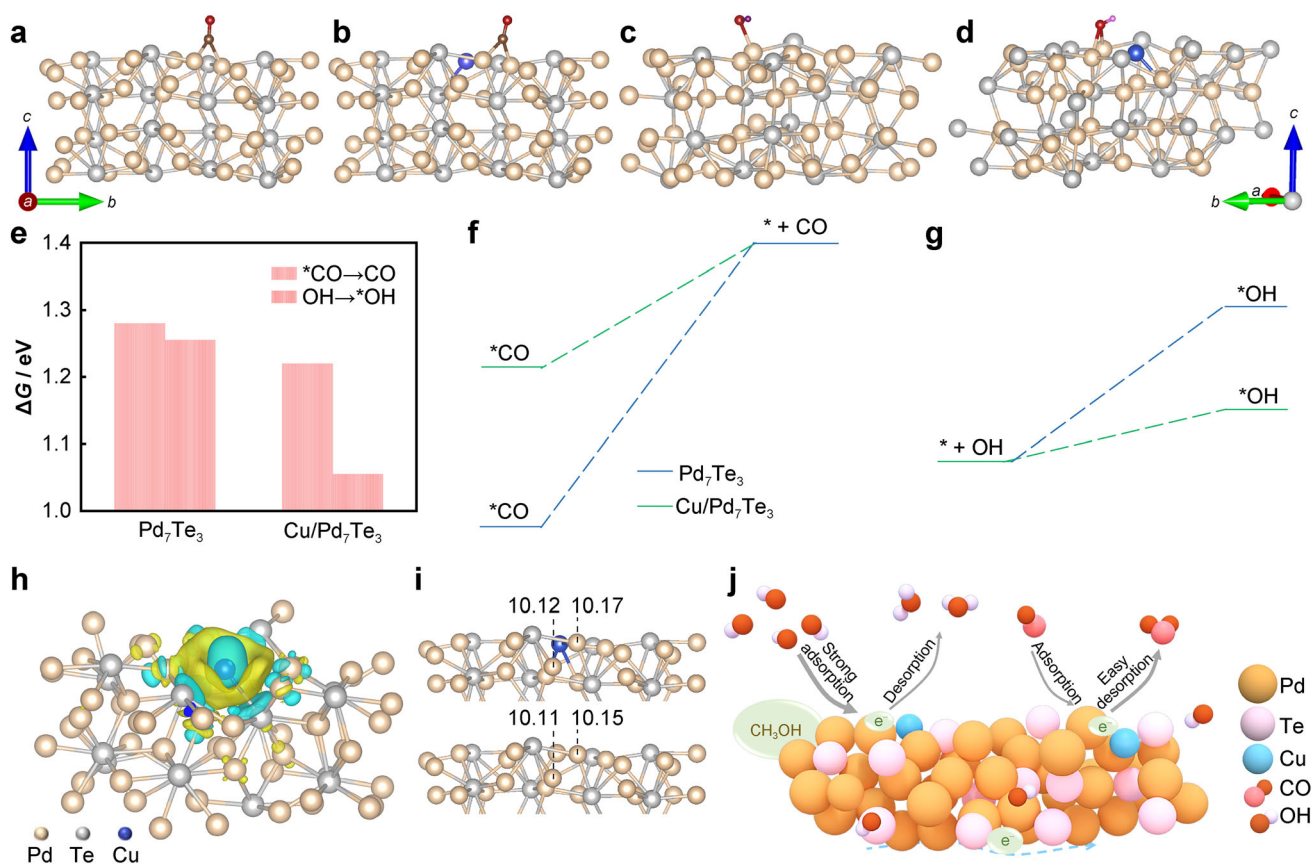 a
b
c
d
c
a
b
c
a
b
e
1.4
1.3
1.2
1.1
1.0
ΔG / eV
*CO→CO
OH→*OH
Pd₇Te₃
Cu/Pd₇Te₃
f
* + CO
*CO
*CO
Pd₇Te₃
Cu/Pd₇Te₃
g
*OH
*OH
* + OH
h
Pd
Te
Cu
i
10.12
10.17
10.11
10.15
j
Strong
adsorption
Desorption
Adsorption
Easy
desorption
CH₃OH
e⁻
e⁻
e⁻
Pd
Te
Cu
CO
OH